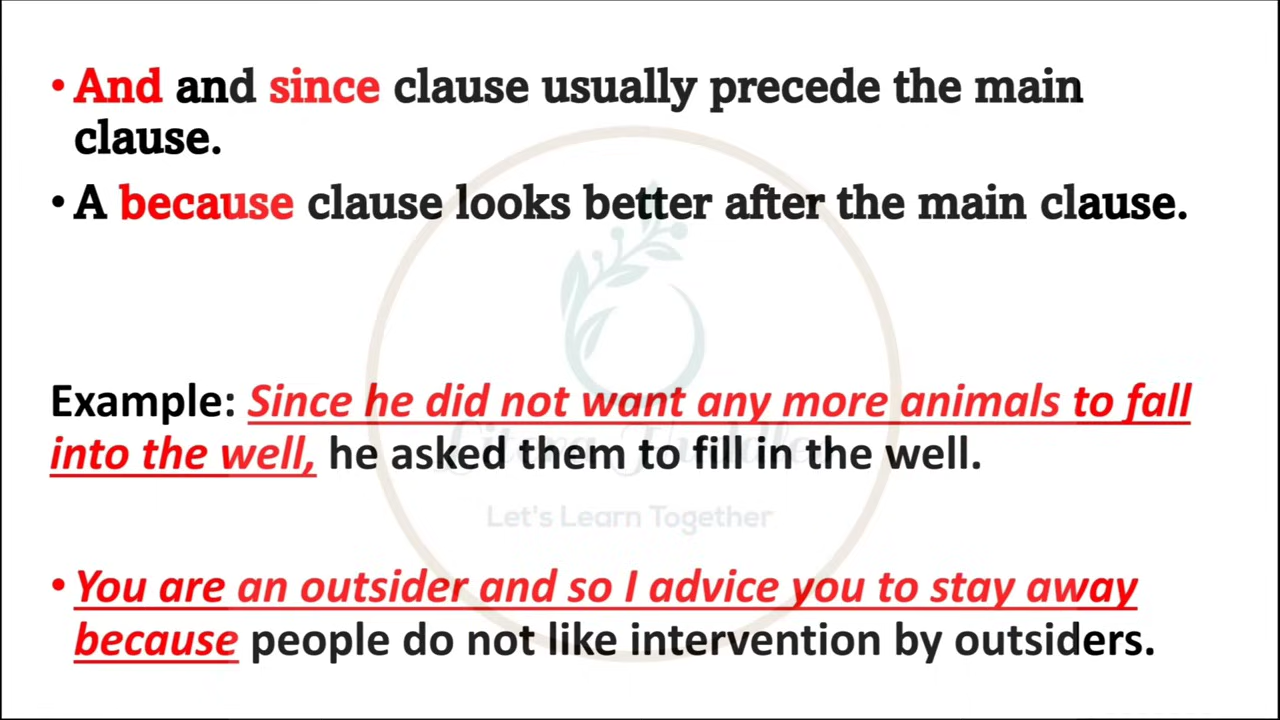 • And and since clause usually precede the main
clause.
• A because clause looks better after the main clause.
Example: Since he did not want any more animals to fall
into the well, he asked them to fill in the well.
Let's Learn Together
• You are an outsider and so I advice you to stay away
because people do not like intervention by outsiders.